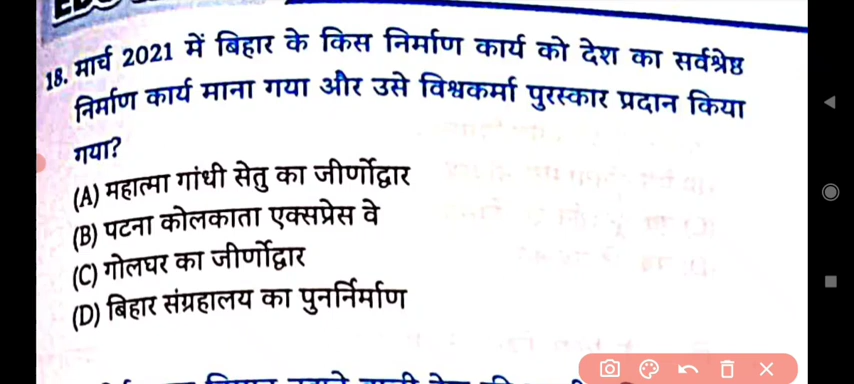 18. मार्च 2021 में बिहार के किस निर्माण कार्य को देश का सर्वश्रेष्ठ
निर्माण कार्य माना गया और उसे विश्वकर्मा पुरस्कार प्रदान किया
गया?
(A) महात्मा गांधी सेतु का जीर्णोद्वार
(B) पटना कोलकाता एक्सप्रेस वे
(C) गोलघर का जीर्णोद्वार
(D) बिहार संग्रहालय का पुनर्निर्माण